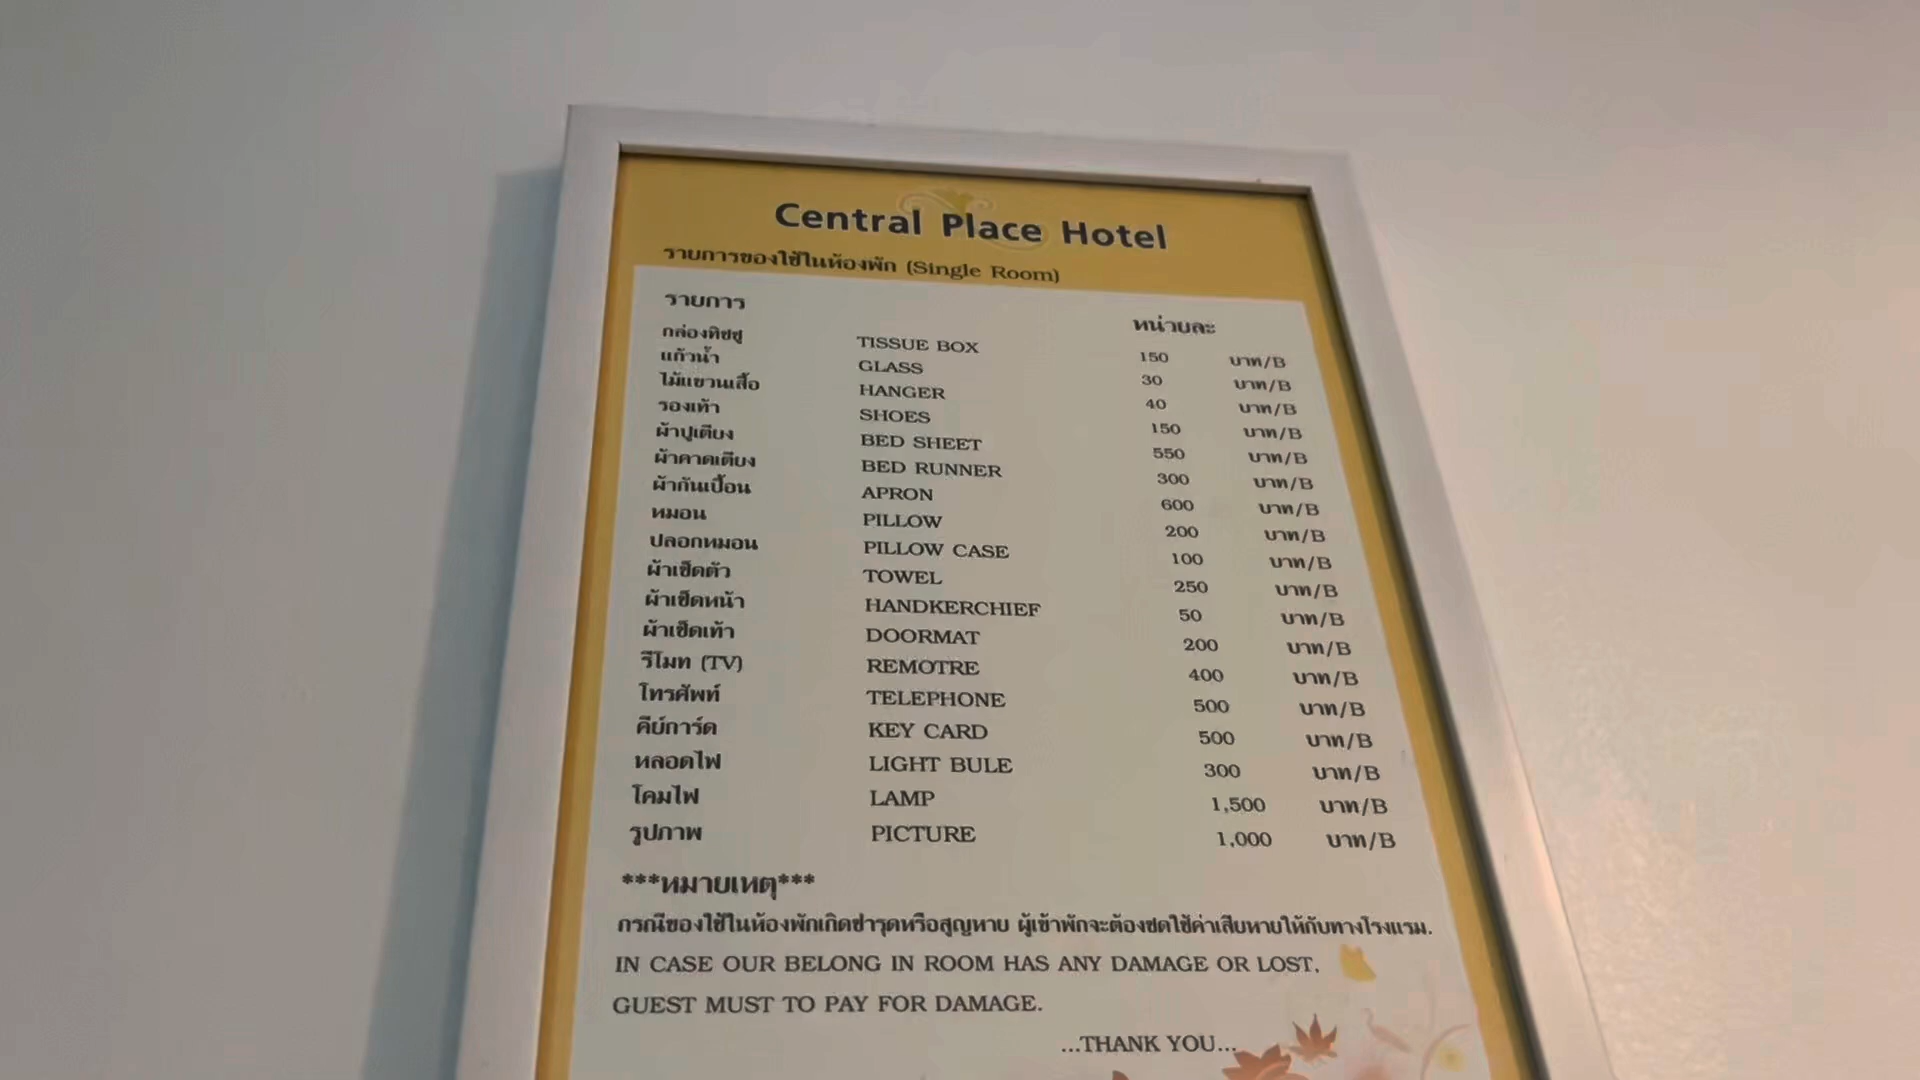 Central Place Hotel
รายการของใช้ในห้องพัก (Single Room)
รายการ หน่วยละ
กล่องทิชชู TISSUE BOX 150 บาท/B
แก้วน้ำ GLASS 30 บาท/B
ไม้แขวนเสื้อ HANGER 40 บาท/B
รองเท้า SHOES 150 บาท/B
ผ้าปูเตียง BED SHEET 550 บาท/B
ผ้าคาดเตียง BED RUNNER 300 บาท/B
ผ้ากันเปื้อน APRON 600 บาท/B
หมอน PILLOW 200 บาท/B
ปลอกหมอน PILLOW CASE 100 บาท/B
ผ้าเช็ดตัว TOWEL 250 บาท/B
ผ้าเช็ดหน้า HANDKERCHIEF 50 บาท/B
ผ้าเช็ดเท้า DOORMAT 200 บาท/B
รีโมท (TV) REMOTRE 400 บาท/B
โทรศัพท์ TELEPHONE 500 บาท/B
คีย์การ์ด KEY CARD 500 บาท/B
หลอดไฟ LIGHT BULE 300 บาท/B
โคมไฟ LAMP 1,500 บาท/B
รูปภาพ PICTURE 1,000 บาท/B
***หมายเหตุ***
กรณีของใช้ในห้องพักเกิดชำรุดหรือสูญหาย ผู้เข้าพักจะต้องชดใช้ค่าเสียหายให้กับทางโรงแรม.
IN CASE OUR BELONG IN ROOM HAS ANY DAMAGE OR LOST,
GUEST MUST TO PAY FOR DAMAGE.
...THANK YOU...